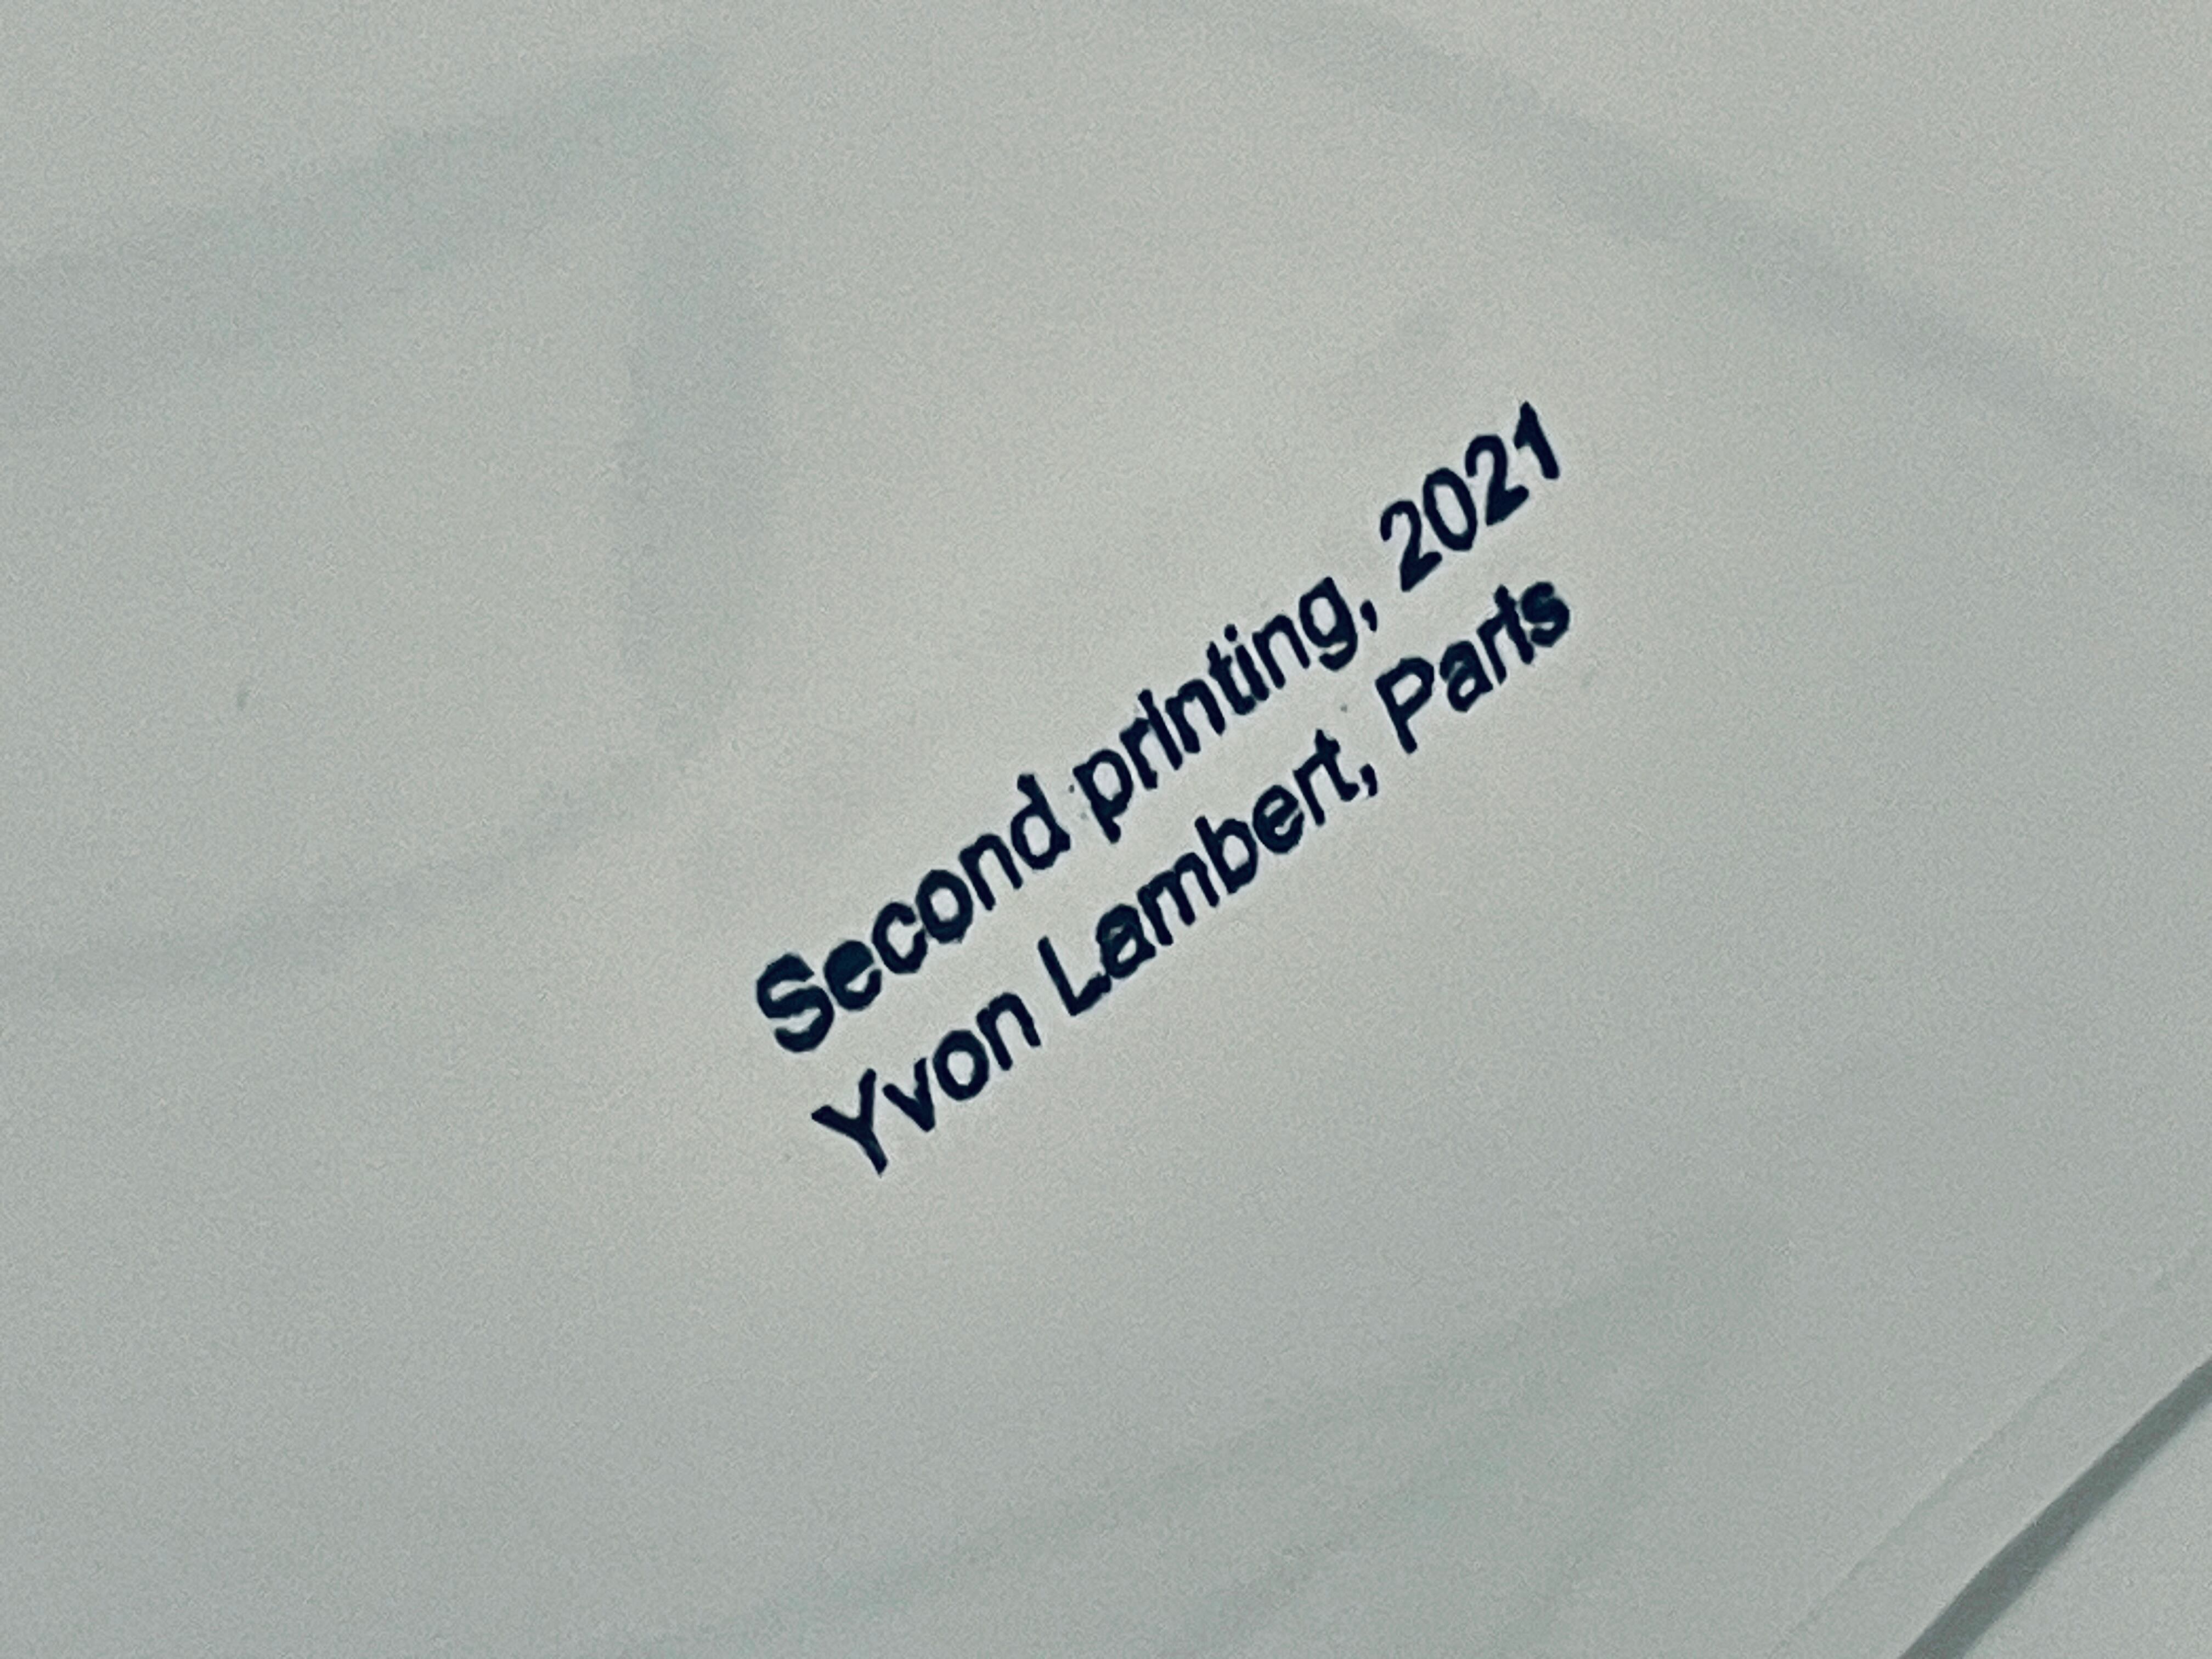 Second printing, 2021
Yvon Lambert, Paris